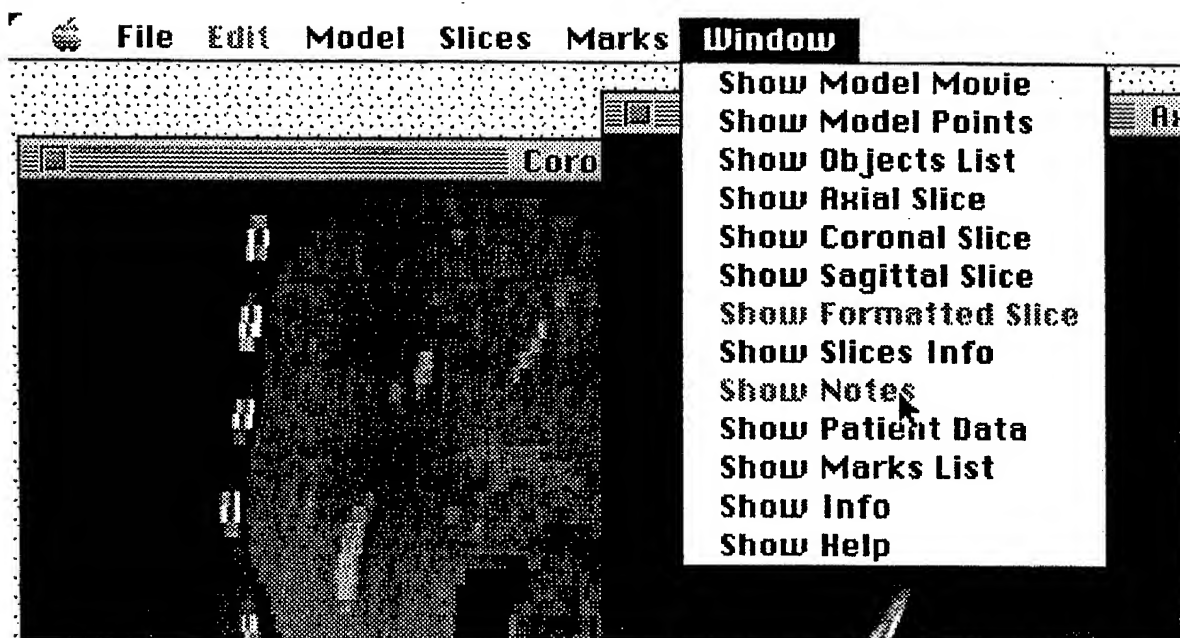 File Edit Model Slices Marks Window
Show Model Movie
Show Model Points
Show Objects List
Show Axial Slice
Show Coronal Slice
Show Sagittal Slice
Show Formatted Slice
Show Slices Info
Show Notes
Show Patient Data
Show Marks List
Show Info
Show Help
Coro
Ax